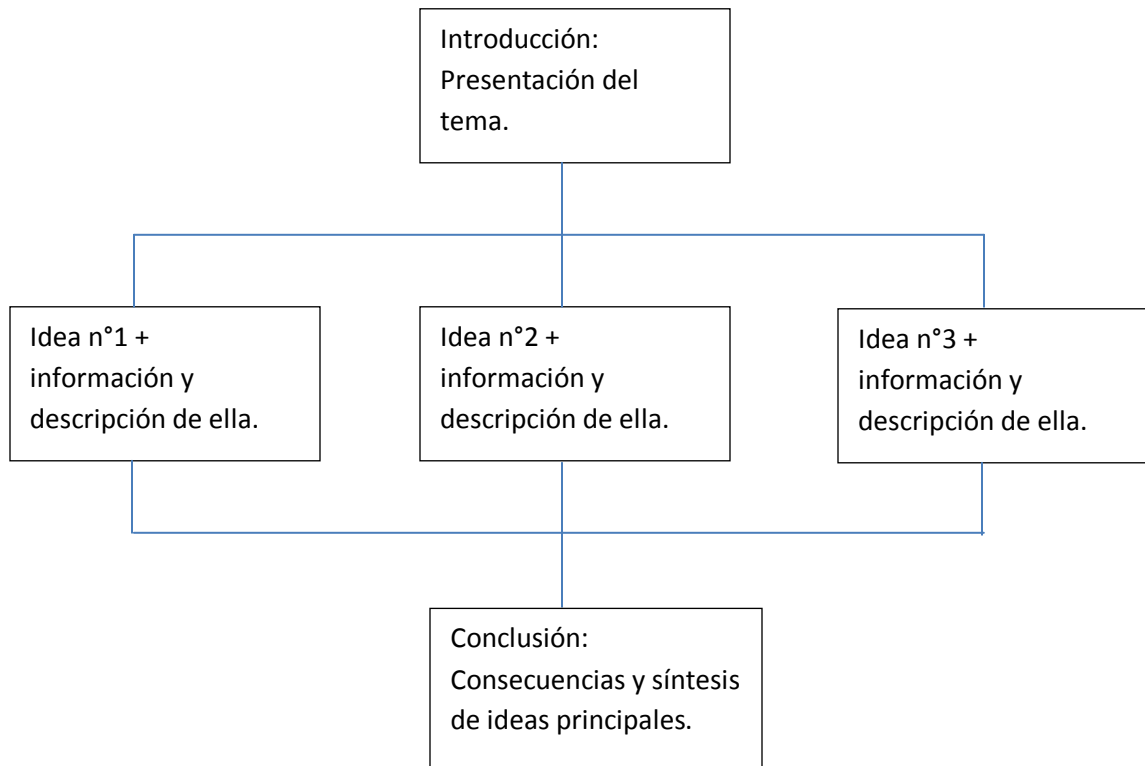 Introducción:
Presentación del
tema.
Idea n°1 +
información y
descripción de ella.
Idea n°2 +
información y
descripción de ella.
Idea n°3 +
información y
descripción de ella.
Conclusión:
Consecuencias y síntesis
de ideas principales.